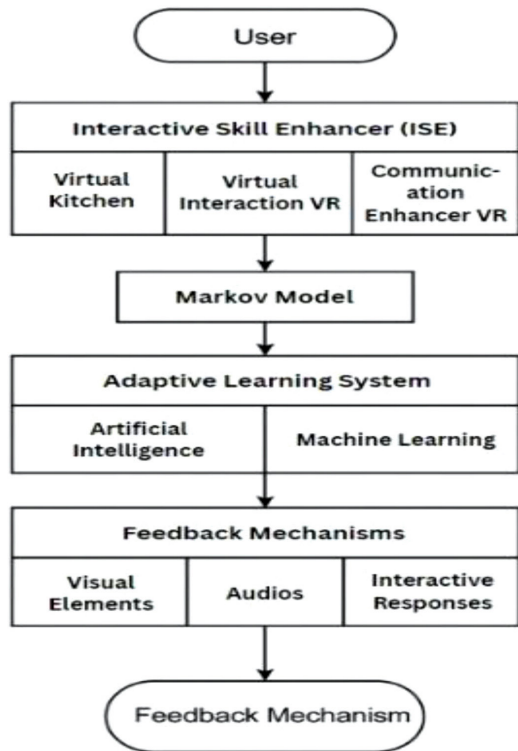 User
Interactive Skill Enhancer (ISE)
Virtual
Kitchen
Virtual
Interaction VR
Communic-
ation
Enhancer VR
Markov Model
Adaptive Learning System
Artificial
Intelligence
Machine Learning
Feedback Mechanisms
Visual
Elements
Audios
Interactive
Responses
Feedback Mechanism